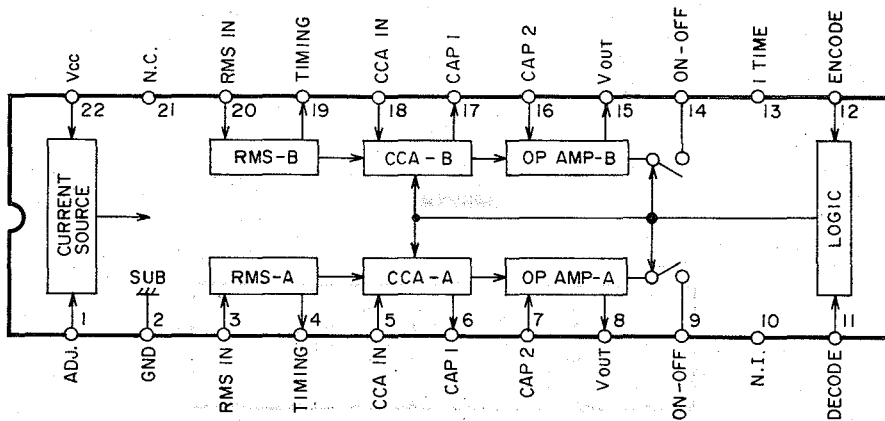 Vcc
N.C.
RMS IN
TIMING
CCA IN
CAP 1
CAP 2
V OUT
ON-OFF
I TIME
ENCODE
22
21
20
19
18
17
16
15
14
13
12
CURRENT
SOURCE
RMS-B
CCA-B
OP AMP-B
LOGIC
SUB
RMS-A
CCA-A
OP AMP-A
1
2
3
4
5
6
7
8
9
10
11
ADJ.
GND
RMS IN
TIMING
CCA IN
CAP 1
CAP 2
V OUT
ON-OFF
N.I.
DECODE